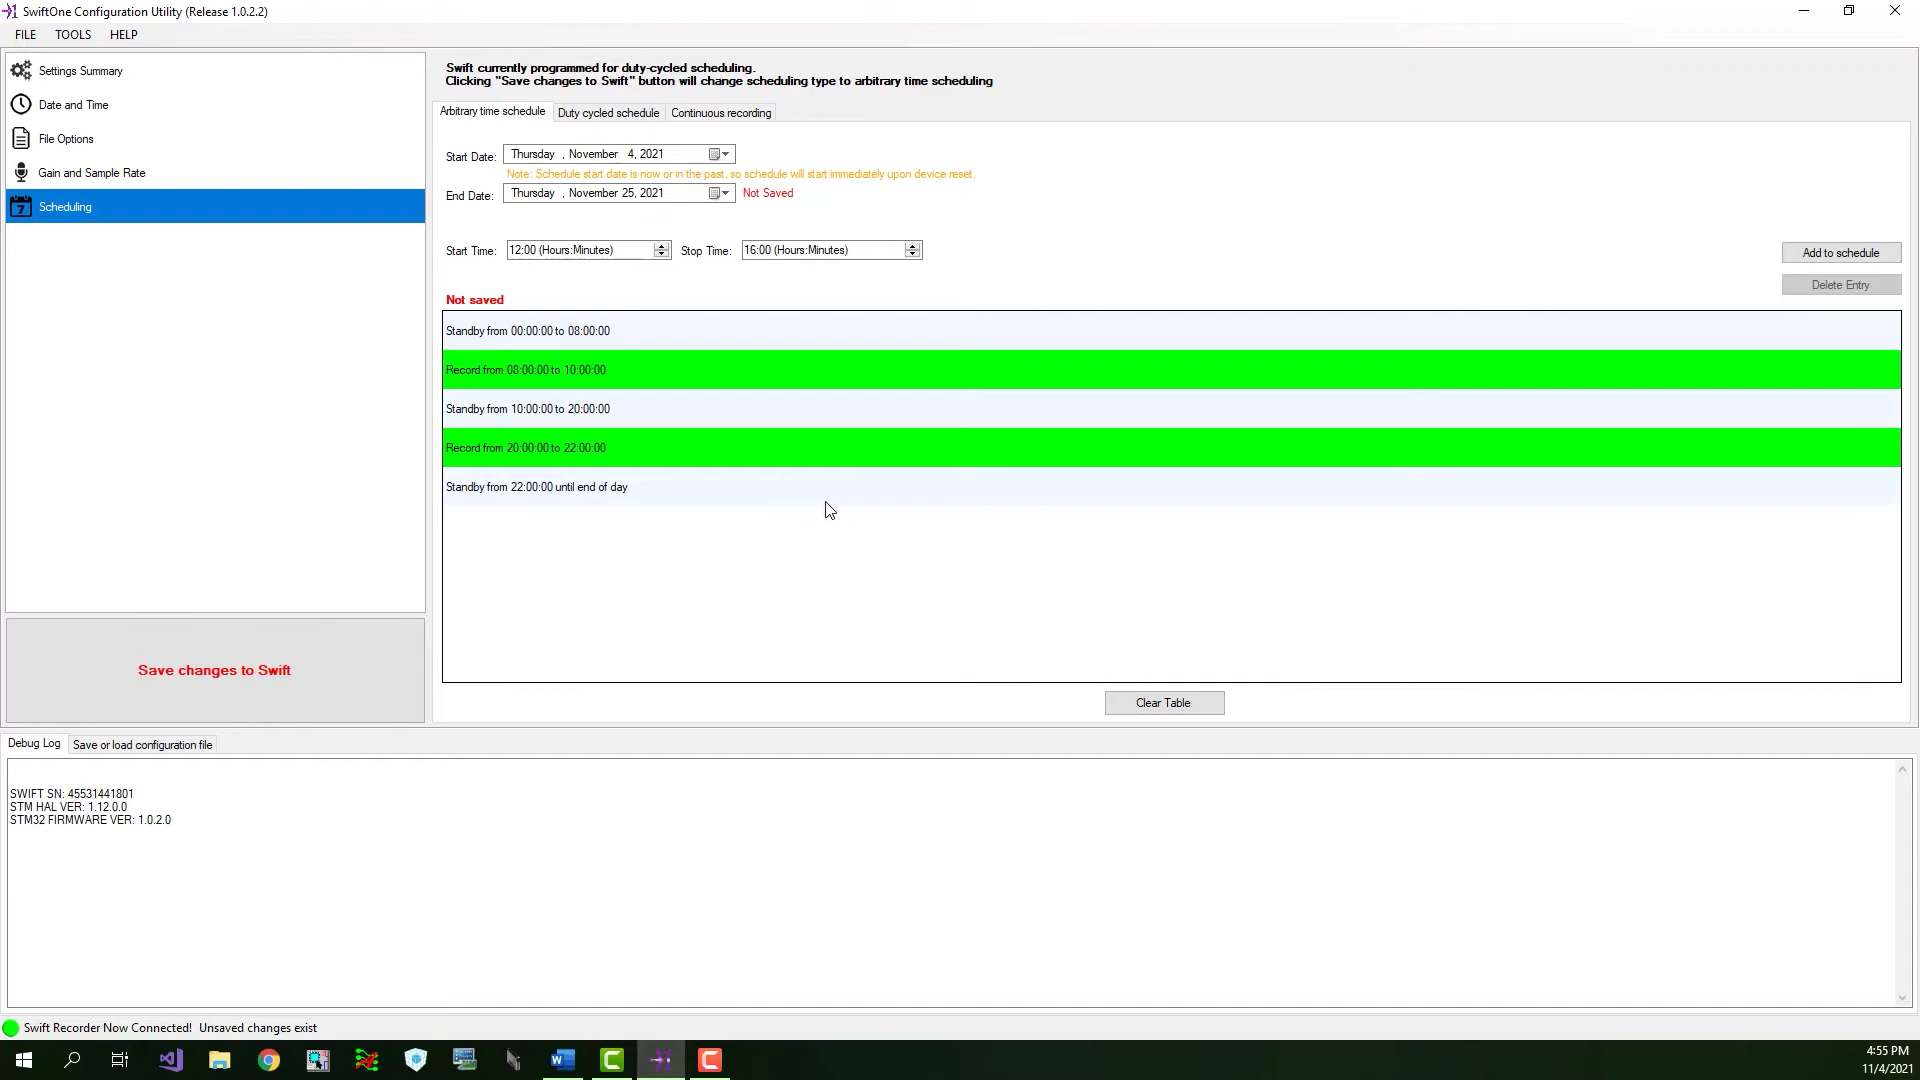 SwiftOne Configuration Utility (Release 1.0.2.2)
FILE TOOLS HELP
Settings Summary
Date and Time
File Options
Gain and Sample Rate
7 Scheduling
Save changes to Swift
Swift currently programmed for duty-cycled scheduling.
Clicking "Save changes to Swift" button will change scheduling type to arbitrary time scheduling
Arbitrary time schedule Duty cycled schedule Continuous recording
Start Date: Thursday , November 4, 2021
Note: Schedule start date is now or in the past, so schedule will start immediately upon device reset.
End Date: Thursday , November 25, 2021 Not Saved
Start Time: 12:00 (Hours:Minutes) Stop Time: 16:00 (Hours:Minutes)
Add to schedule
Delete Entry
Not saved
Standby from 00:00:00 to 08:00:00
Record from 08:00:00 to 10:00:00
Standby from 10:00:00 to 20:00:00
Record from 20:00:00 to 22:00:00
Standby from 22:00:00 until end of day
Clear Table
Debug Log Save or load configuration file
SWIFT SN: 45531441801
STM HAL VER: 1.12.0.0
STM32 FIRMWARE VER: 1.0.2.0
Swift Recorder Now Connected! Unsaved changes exist
4:55 PM
11/4/2021